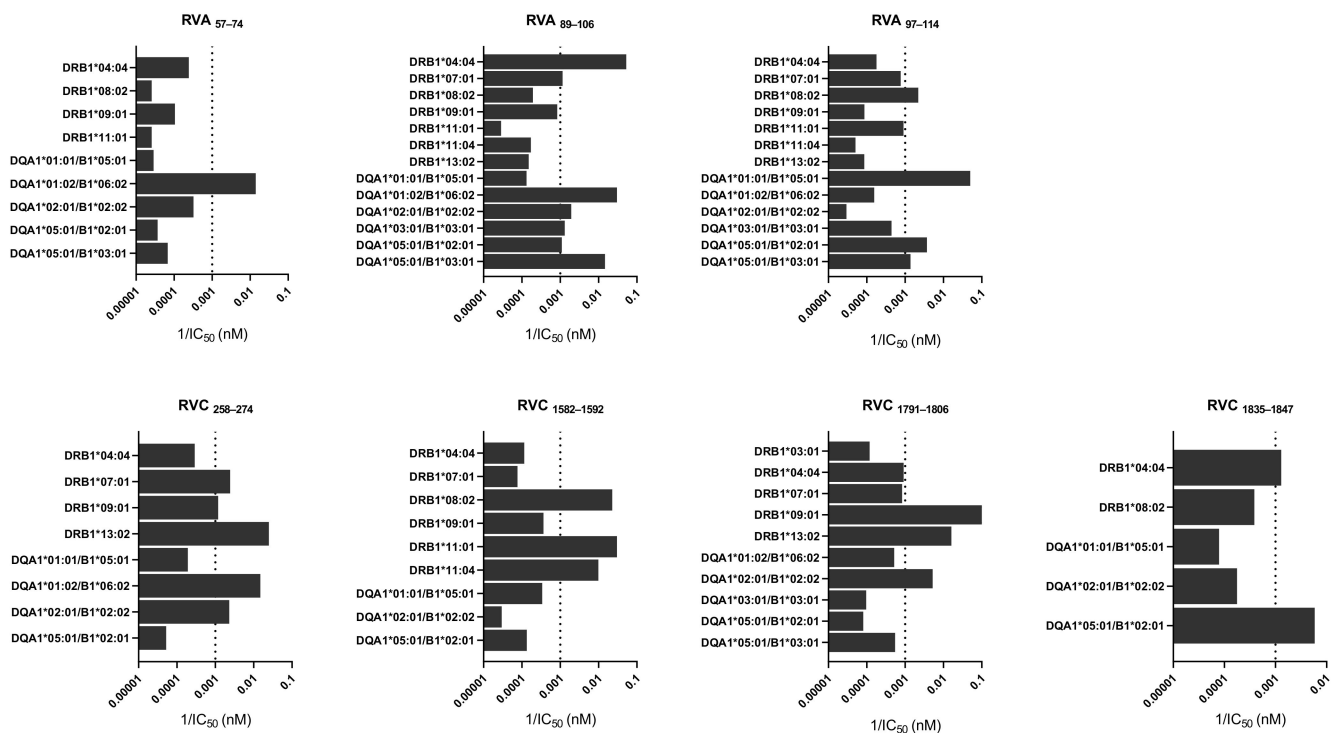 RVA 57–74
DRB1*04:04
DRB1*08:02
DRB1*09:01
DRB1*11:01
DQA1*01:01/B1*05:01
DQA1*01:02/B1*06:02
DQA1*02:01/B1*02:02
DQA1*05:01/B1*02:01
DQA1*05:01/B1*03:01
0.00001
0.0001
0.001
0.01
0.1
1/IC50 (nM)
RVA 89–106
DRB1*04:04
DRB1*07:01
DRB1*08:02
DRB1*09:01
DRB1*11:01
DRB1*11:04
DRB1*13:02
DQA1*01:01/B1*05:01
DQA1*01:02/B1*06:02
DQA1*02:01/B1*02:02
DQA1*03:01/B1*03:01
DQA1*05:01/B1*02:01
DQA1*05:01/B1*03:01
0.00001
0.0001
0.001
0.01
0.1
1/IC50 (nM)
RVA 97–114
DRB1*04:04
DRB1*07:01
DRB1*08:02
DRB1*09:01
DRB1*11:01
DRB1*11:04
DRB1*13:02
DQA1*01:01/B1*05:01
DQA1*01:02/B1*06:02
DQA1*02:01/B1*02:02
DQA1*03:01/B1*03:01
DQA1*05:01/B1*02:01
DQA1*05:01/B1*03:01
0.00001
0.0001
0.001
0.01
0.1
1/IC50 (nM)
RVC 258–274
DRB1*04:04
DRB1*07:01
DRB1*09:01
DRB1*13:02
DQA1*01:01/B1*05:01
DQA1*01:02/B1*06:02
DQA1*02:01/B1*02:02
DQA1*05:01/B1*02:01
0.00001
0.0001
0.001
0.01
0.1
1/IC50 (nM)
RVC 1582–1592
DRB1*04:04
DRB1*07:01
DRB1*08:02
DRB1*09:01
DRB1*11:01
DRB1*11:04
DQA1*01:01/B1*05:01
DQA1*02:01/B1*02:02
DQA1*05:01/B1*02:01
0.00001
0.0001
0.001
0.01
0.1
1/IC50 (nM)
RVC 1791–1806
DRB1*03:01
DRB1*04:04
DRB1*07:01
DRB1*09:01
DRB1*13:02
DQA1*01:02/B1*06:02
DQA1*02:01/B1*02:02
DQA1*03:01/B1*03:01
DQA1*05:01/B1*02:01
DQA1*05:01/B1*03:01
0.00001
0.0001
0.001
0.01
0.1
1/IC50 (nM)
RVC 1835–1847
DRB1*04:04
DRB1*08:02
DQA1*01:01/B1*05:01
DQA1*02:01/B1*02:02
DQA1*05:01/B1*02:01
0.00001
0.0001
0.001
0.01
1/IC50 (nM)